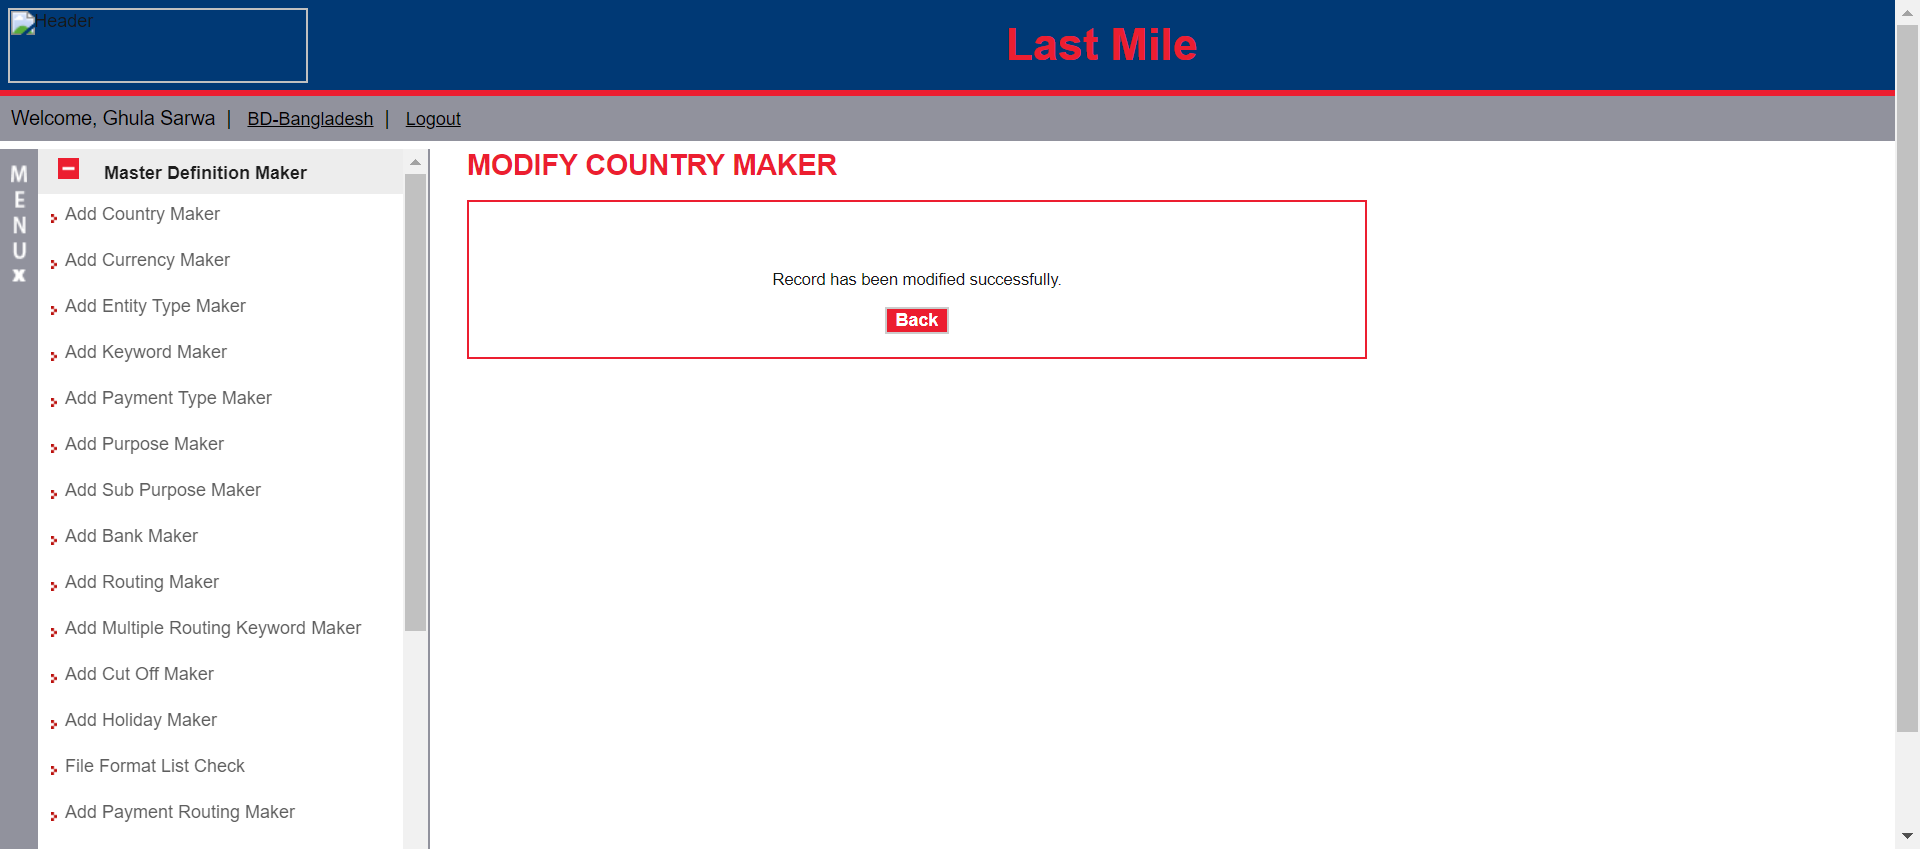 Header
Last Mile
Welcome, Ghula Sarwa | BD-Bangladesh | Logout
MENU x
Master Definition Maker
Add Country Maker
Add Currency Maker
Add Entity Type Maker
Add Keyword Maker
Add Payment Type Maker
Add Purpose Maker
Add Sub Purpose Maker
Add Bank Maker
Add Routing Maker
Add Multiple Routing Keyword Maker
Add Cut Off Maker
Add Holiday Maker
File Format List Check
Add Payment Routing Maker
MODIFY COUNTRY MAKER
Record has been modified successfully.
Back